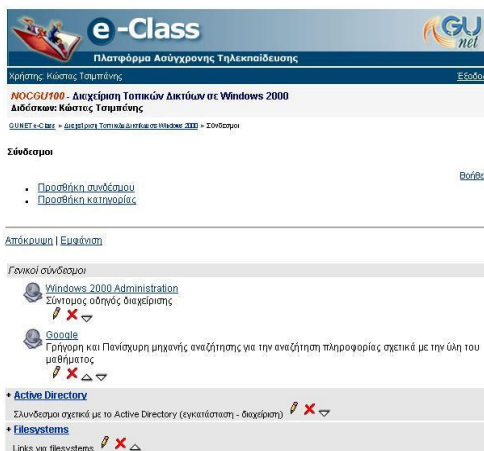 e-Class
GU
net
Πλατφόρμα Ασύγχρονης Τηλεκπαίδευσης
Χρήστης: Κώστας Τσιμπάνης
Έξοδος
NOCGU100 - Διαχείριση Τοπικών Δικτύων σε Windows 2000
Διδάσκων: Κώστας Τσιμπάνης
GUNET e-Class » Διαχείριση Τοπικών Δικτύων σε Windows 2000 » Σύνδεσμοι
Σύνδεσμοι
Βοήθε
Προσθήκη συνδέσμου
Προσθήκη κατηγορίας
Απόκρυψη | Εμφάνιση
Γενικοί σύνδεσμοι
Windows 2000 Administration
Σύντομος οδηγός διαχείρισης
Google
Γρήγορη και Πανίσχυρη μηχανής αναζήτησης για την αναζήτηση πληροφορίας σχετικά με την ύλη του
μαθήματος
+ Active Directory
Σλυνδεσμοι σχετικά με το Active Directory (εγκατάσταση - διαχείριση)
+ Filesystems
Links για filesystems